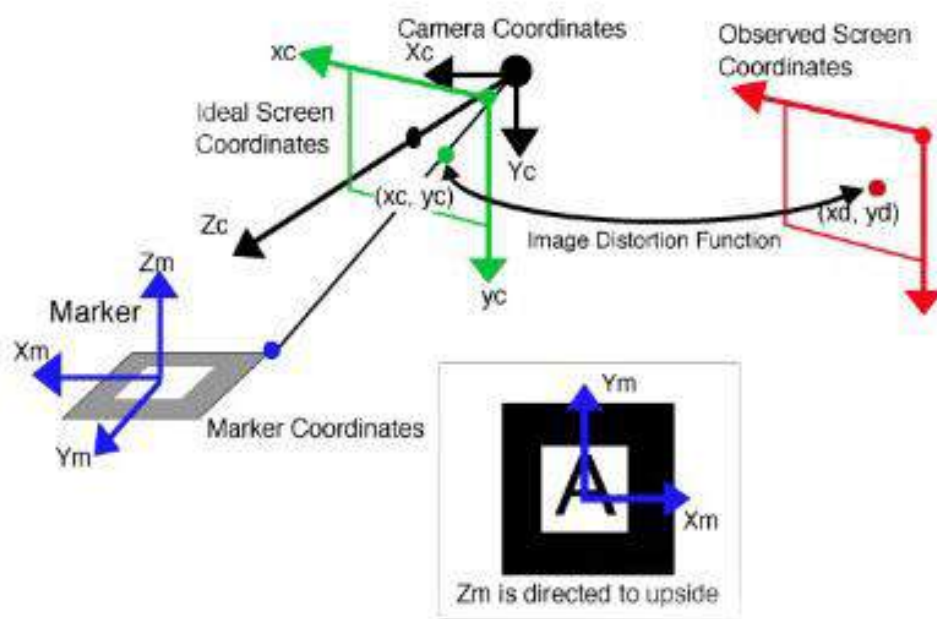 Camera Coordinates
Observed Screen
Coordinates
xc
Xc
Ideal Screen
Coordinates
Yc
(xc, yc)
(xd, yd)
Zc
Image Distortion Function
Zm
yc
Marker
Xm
Marker Coordinates
Ym
Ym
A
Xm
Zm is directed to upside